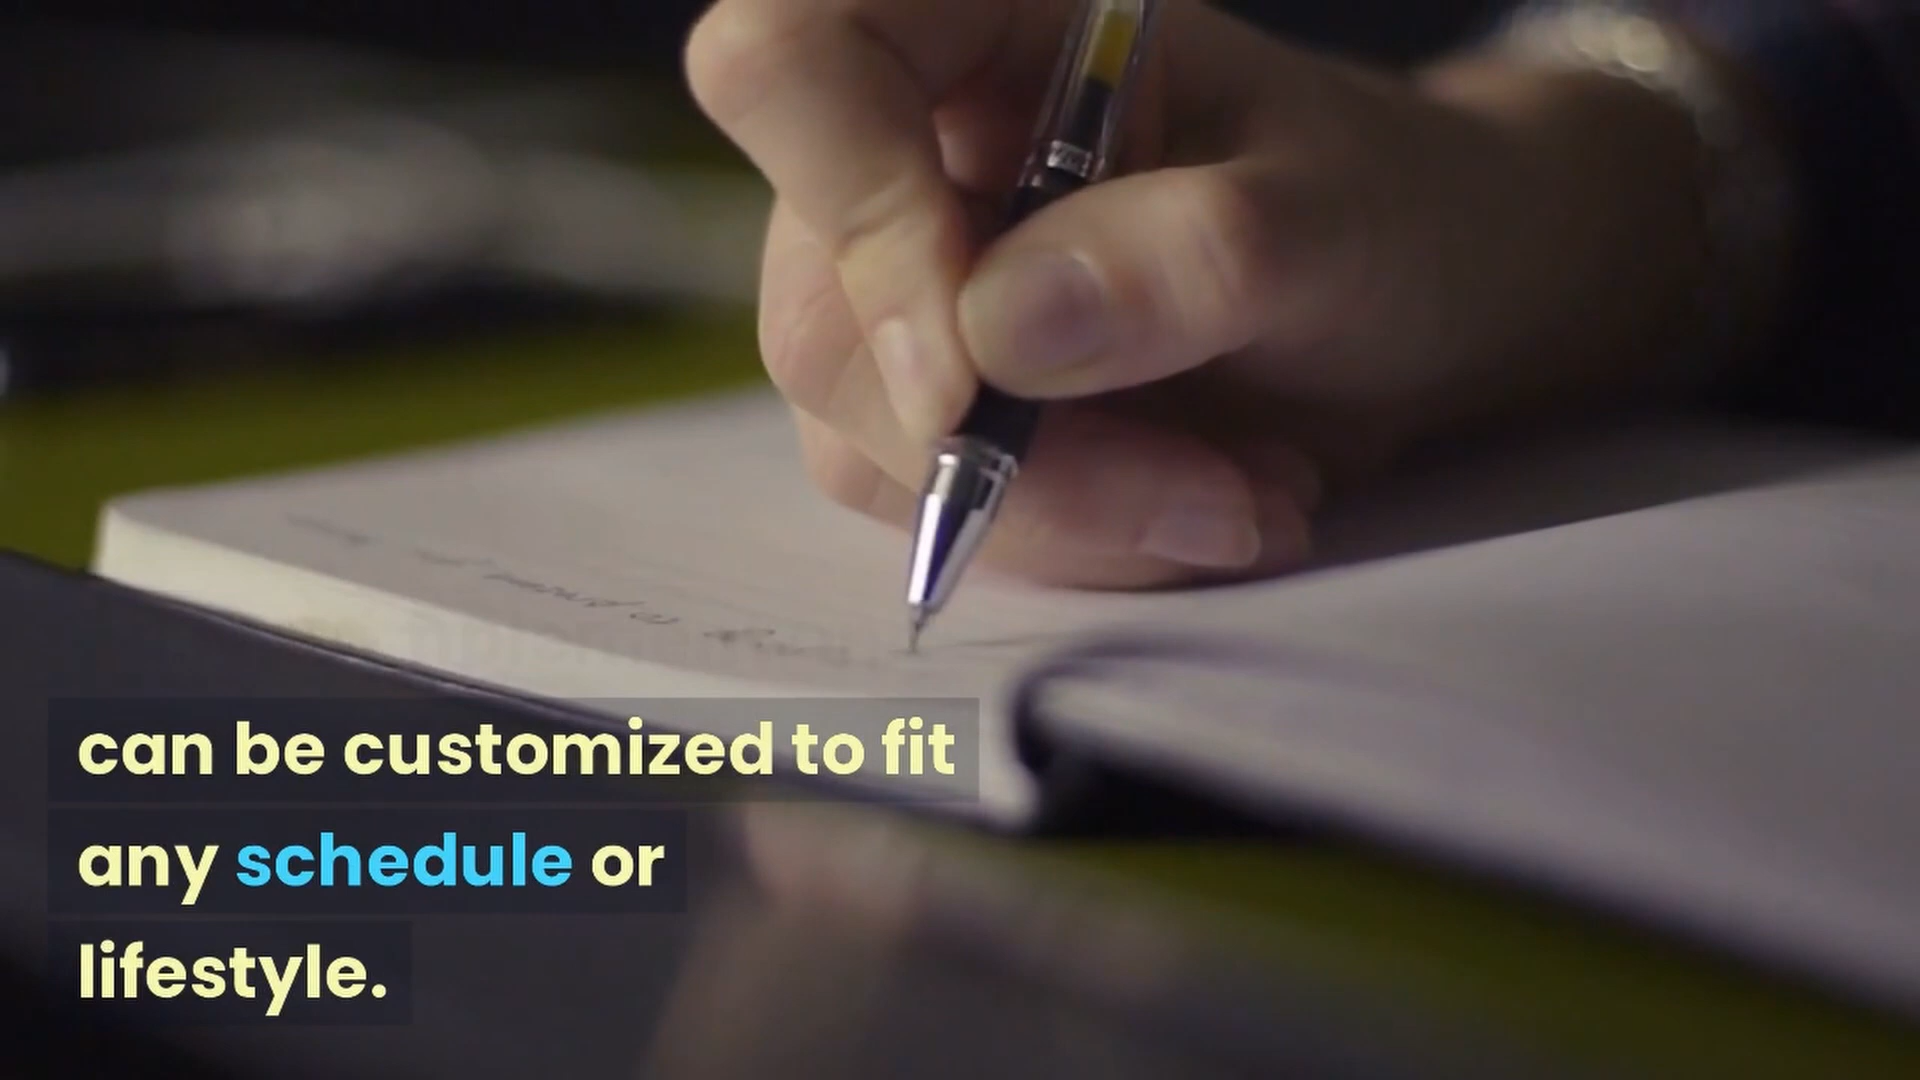 can be customized to fit
any schedule or
lifestyle.